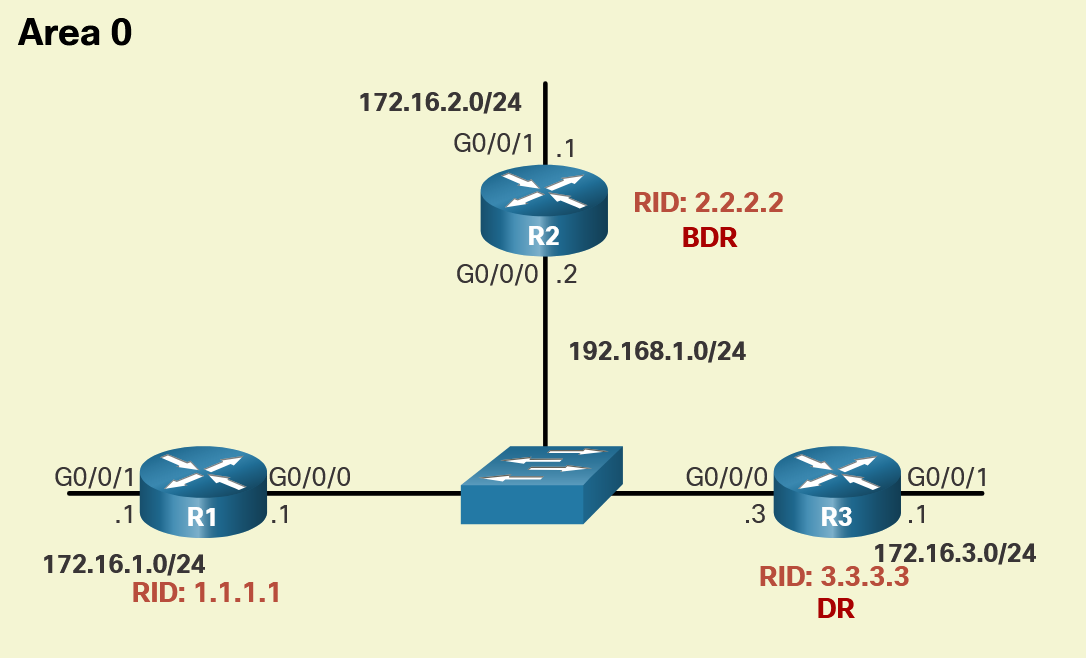 Area 0
172.16.2.0/24
G0/0/1
.1
R2
RID: 2.2.2.2
BDR
G0/0/0
.2
192.168.1.0/24
G0/0/1
G0/0/0
R1
.1
.1
172.16.1.0/24
RID: 1.1.1.1
G0/0/0
G0/0/1
R3
.3
.1
172.16.3.0/24
RID: 3.3.3.3
DR